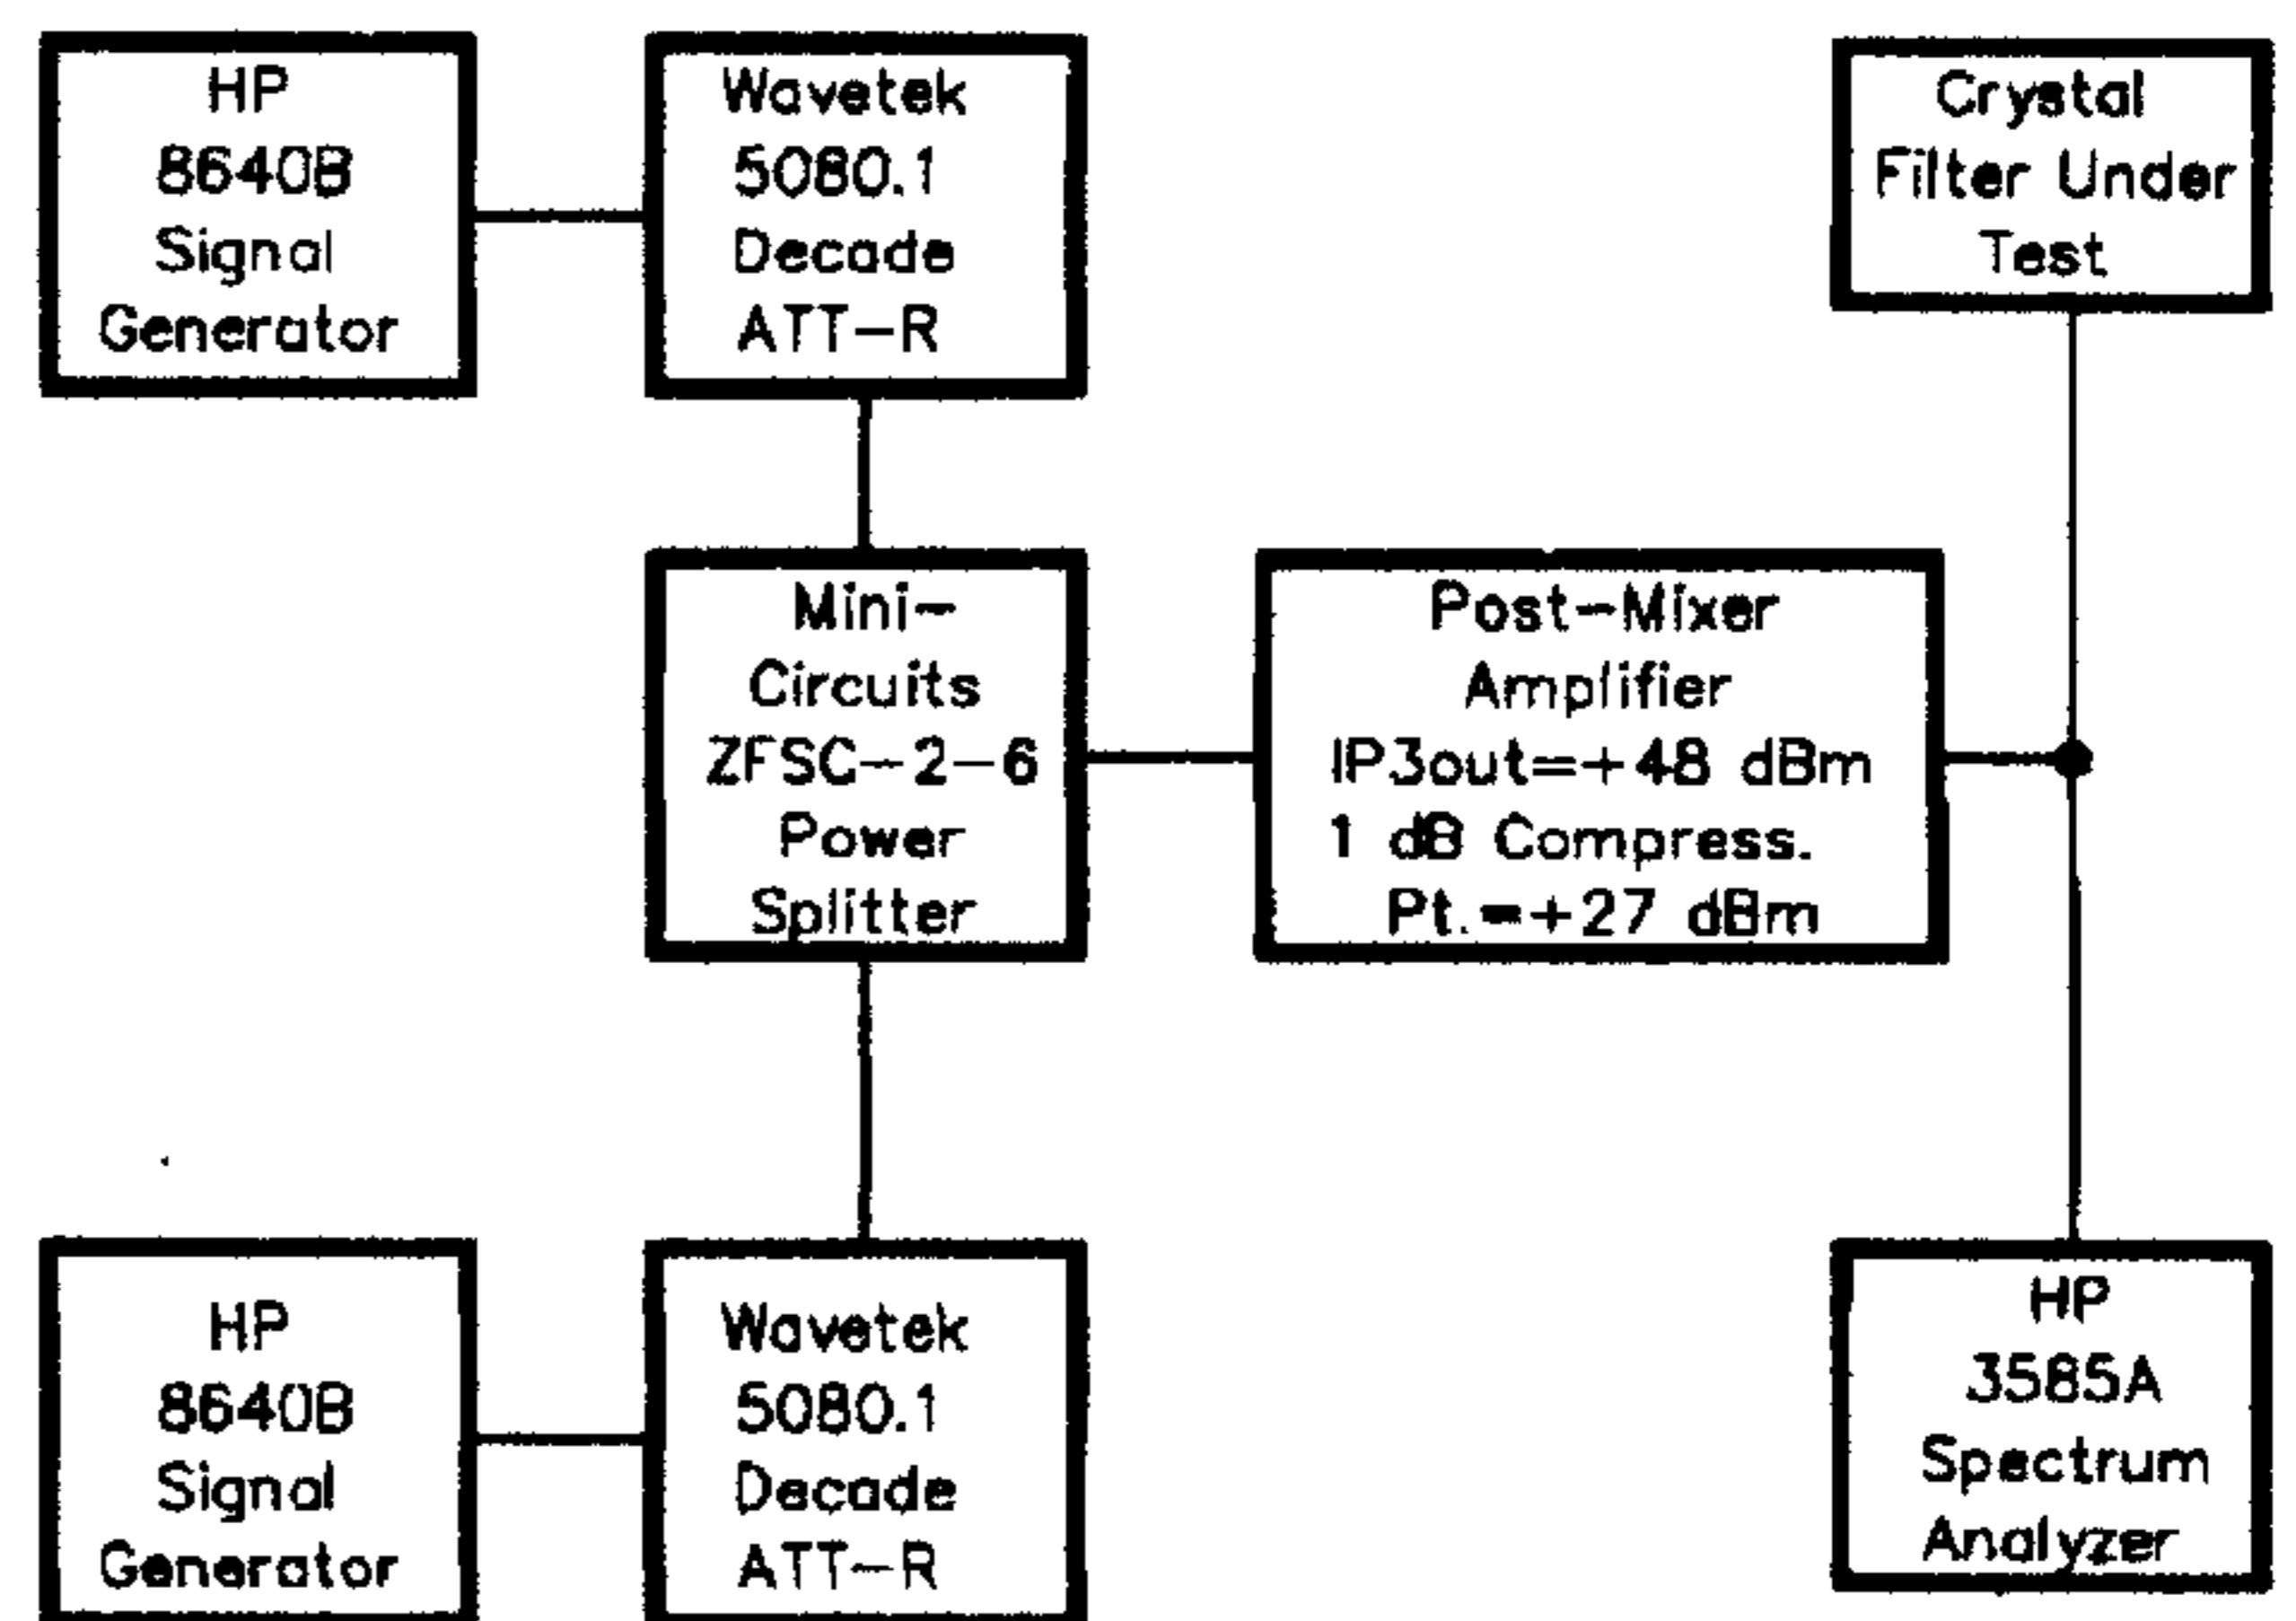 HP
8640B
Signal
Generator
Wavetek
5080.1
Decade
ATT-R
Crystal
Filter Under
Test
Mini-
Circuits
ZFSC-2-6
Power
Splitter
Post-Mixer
Amplifier
IP3out=+48 dBm
1 dB Compress.
Pt.=+27 dBm
HP
8640B
Signal
Generator
Wavetek
5080.1
Decade
ATT-R
HP
3585A
Spectrum
Analyzer